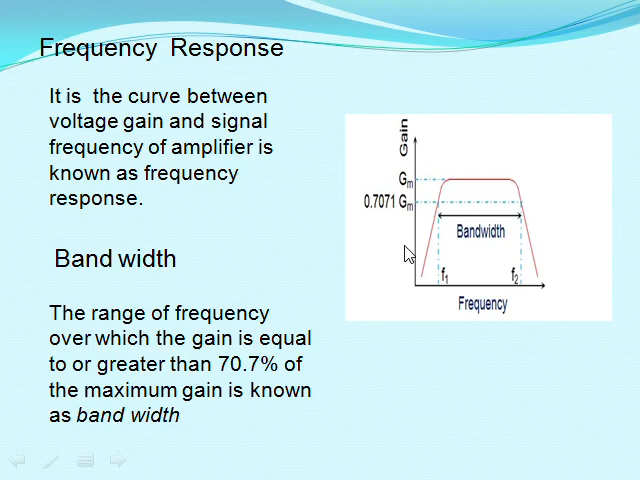 Frequency Response
It is the curve between
voltage gain and signal
frequency of amplifier is
known as frequency
response.
Band width
The range of frequency
over which the gain is equal
to or greater than 70.7% of
the maximum gain is known
as band width
Gain
Gm
0.7071 Gm
Bandwidth
f1
f2
Frequency